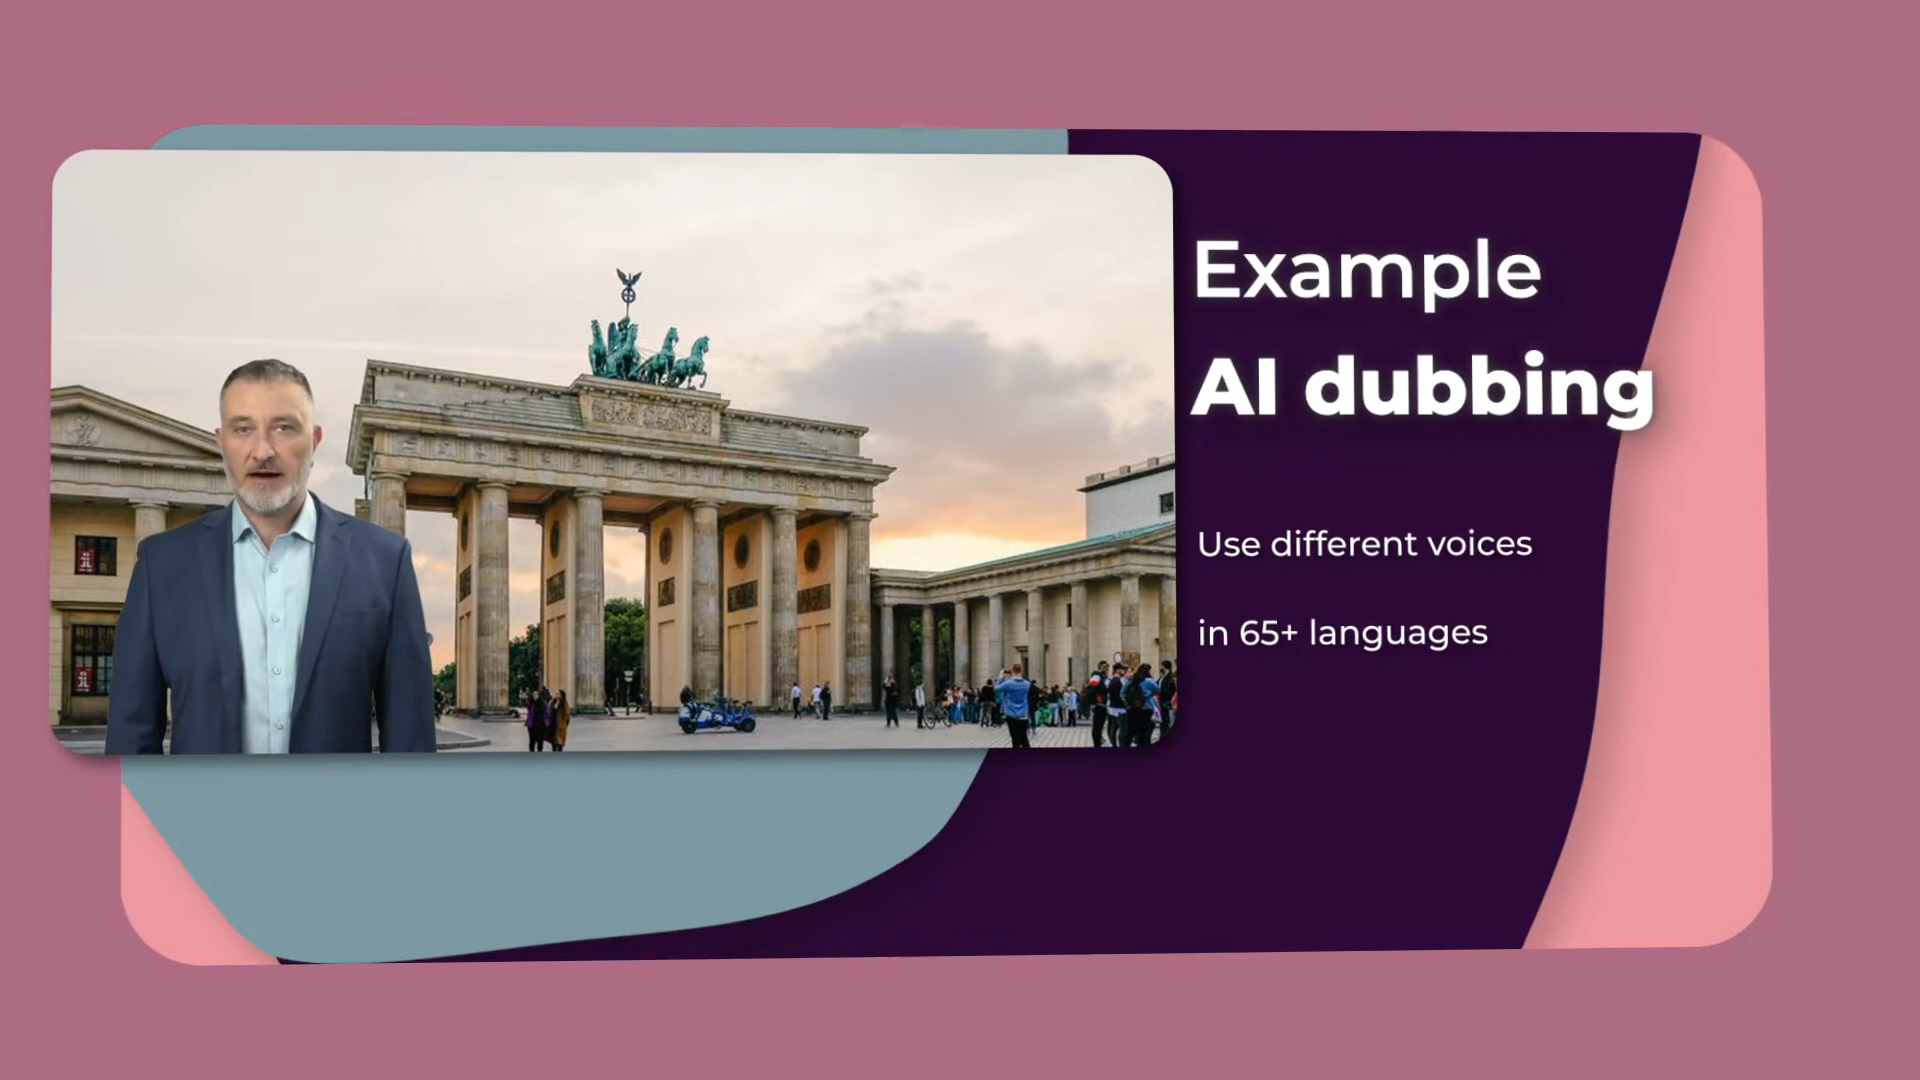 Example
AI dubbing
Use different voices
in 65+ languages